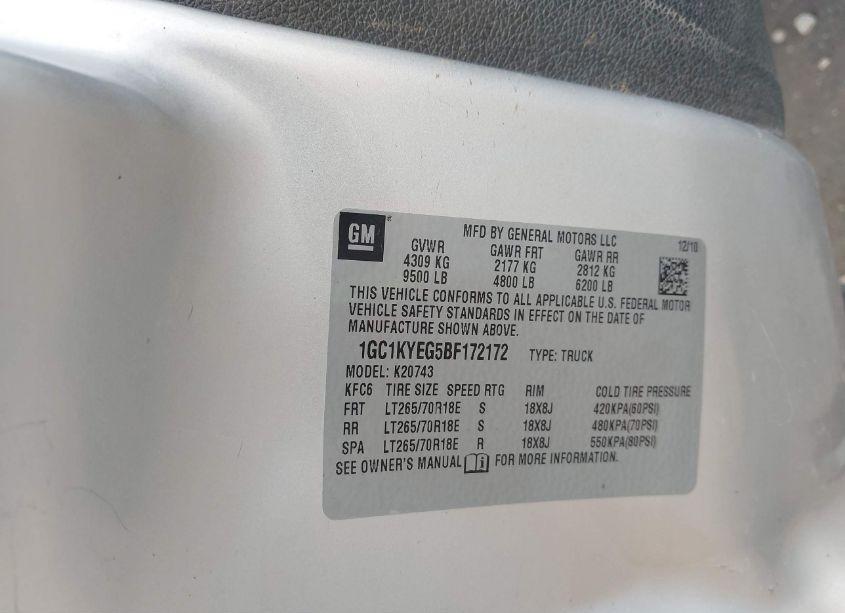 GM
MFD BY GENERAL MOTORS LLC 12/10
GVWR GAWR FRT GAWR RR
4309 KG 2177 KG 2812 KG
9500 LB 4800 LB 6200 LB
THIS VEHICLE CONFORMS TO ALL APPLICABLE U.S. FEDERAL MOTOR
VEHICLE SAFETY STANDARDS IN EFFECT ON THE DATE OF
MANUFACTURE SHOWN ABOVE.
1GC1KYEG5BF172172 TYPE: TRUCK
MODEL: K20743
KFC6 TIRE SIZE SPEED RTG RIM COLD TIRE PRESSURE
FRT LT265/70R18E S 18X8J 420KPA(60PSI)
RR LT265/70R18E S 18X8J 480KPA(70PSI)
SPA LT265/70R18E R 18X8J 550KPA(80PSI)
SEE OWNER'S MANUAL FOR MORE INFORMATION.